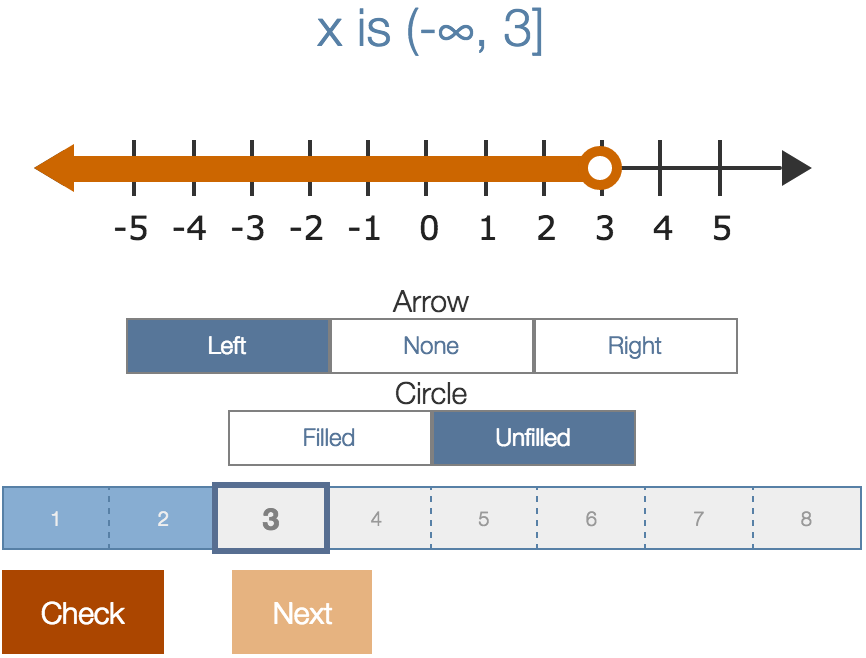 x is (-∞, 3]
-5 -4 -3 -2 -1 0 1 2 3 4 5
Arrow
Left None Right
Circle
Filled Unfilled
1 2 3 4 5 6 7 8
Check Next